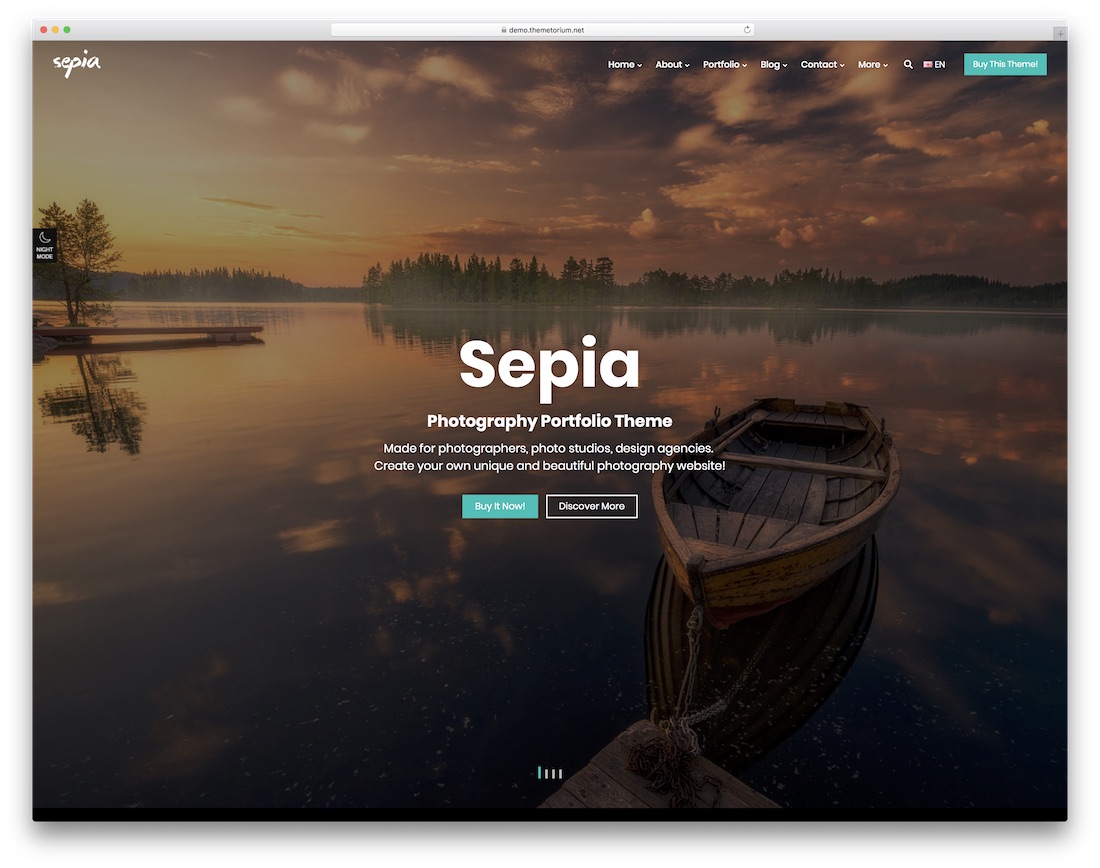 demo.themetorium.net
sepia
Home About Portfolio Blog Contact More EN Buy This Theme!
NIGHT
MODE
Sepia
Photography Portfolio Theme
Made for photographers, photo studios, design agencies.
Create your own unique and beautiful photography website!
Buy It Now! Discover More